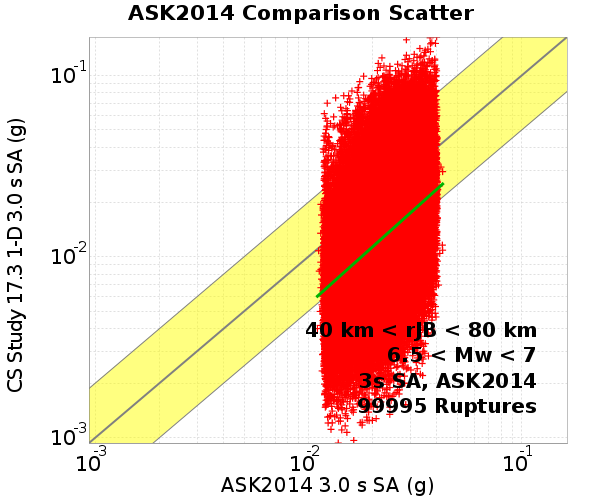 ASK2014 Comparison Scatter
CS Study 17.3 1-D 3.0 s SA (g)
10-1
10-2
10-3
40 km < rJB < 80 km
6.5 < Mw < 7
3s SA, ASK2014
99995 Ruptures
10-3 10-2 10-1
ASK2014 3.0 s SA (g)